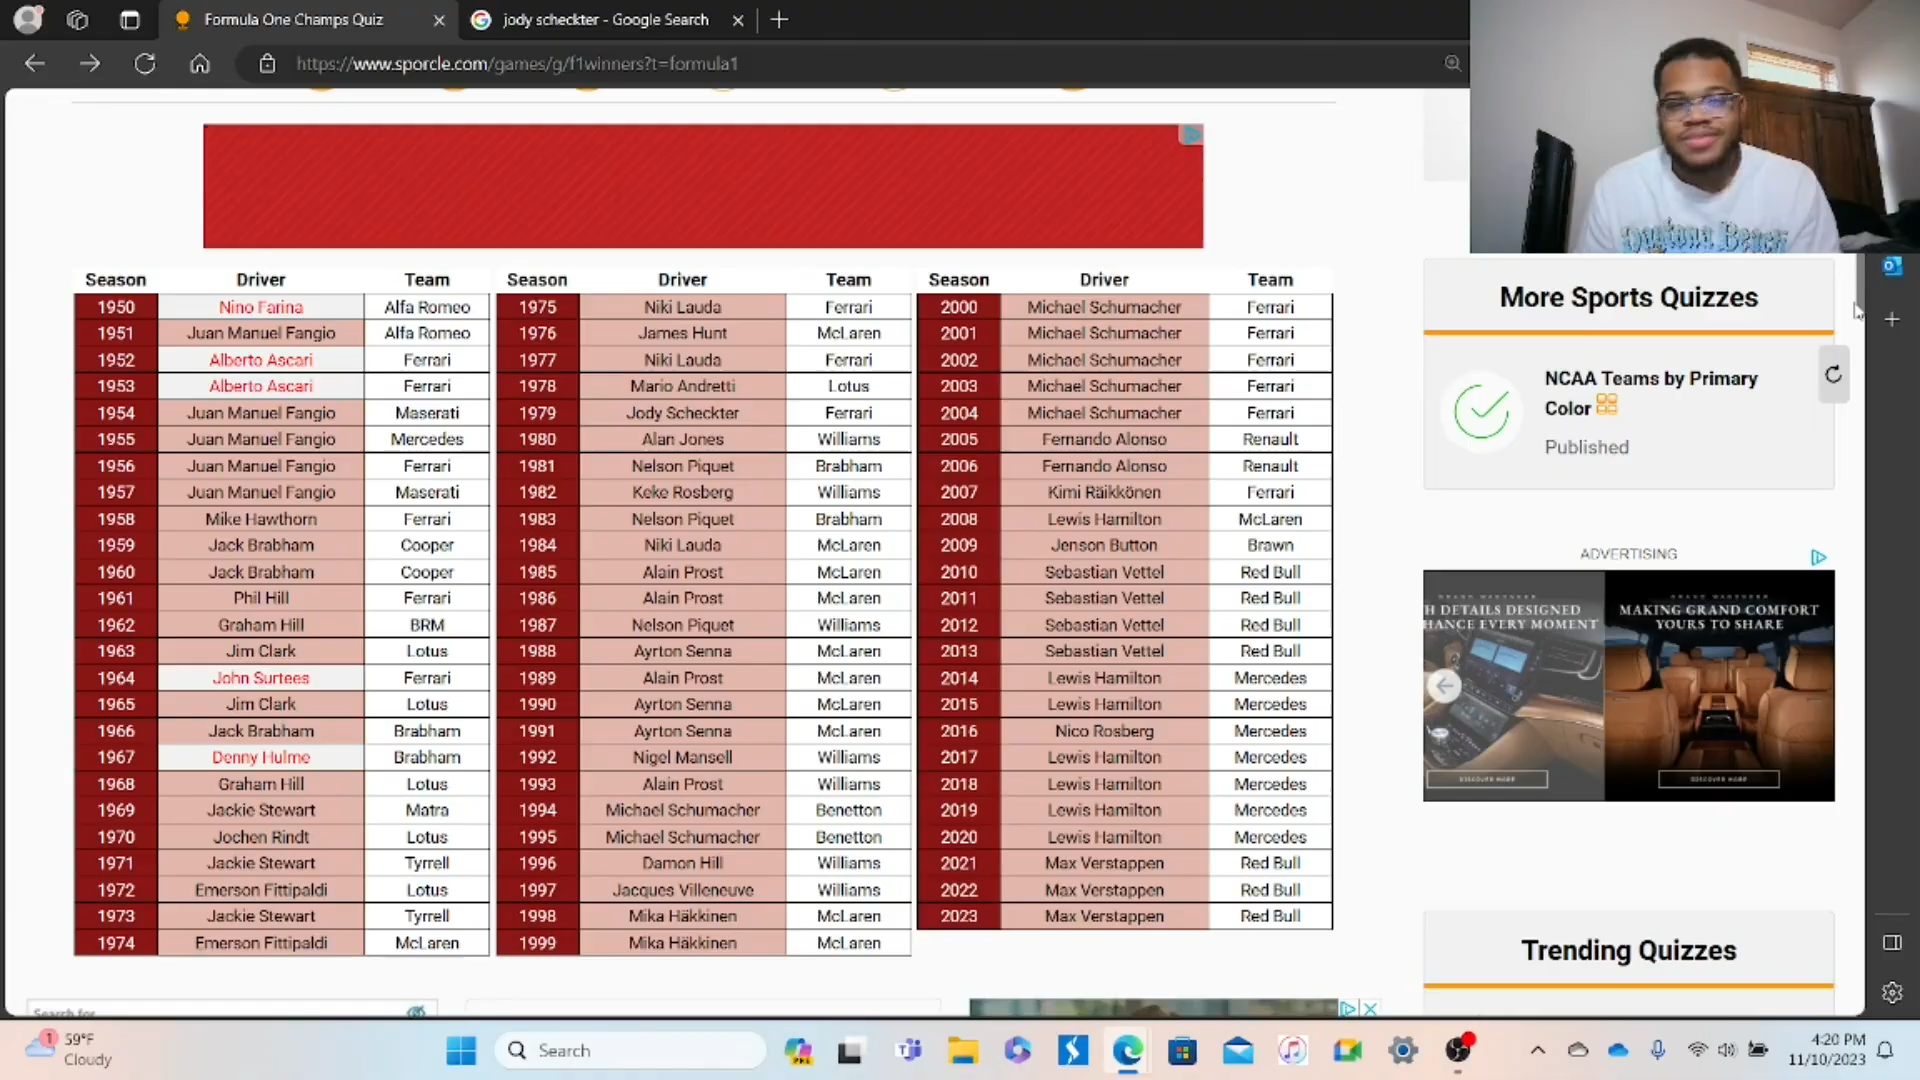 Formula One Champs Quiz
jody scheckter - Google Search
https://www.sporcle.com/games/g/f1winners?t=formula1
Daytona Beach
Season Driver Team Season Driver Team Season Driver Team
1950 Nino Farina Alfa Romeo 1975 Niki Lauda Ferrari 2000 Michael Schumacher Ferrari
1951 Juan Manuel Fangio Alfa Romeo 1976 James Hunt McLaren 2001 Michael Schumacher Ferrari
1952 Alberto Ascari Ferrari 1977 Niki Lauda Ferrari 2002 Michael Schumacher Ferrari
1953 Alberto Ascari Ferrari 1978 Mario Andretti Lotus 2003 Michael Schumacher Ferrari
1954 Juan Manuel Fangio Maserati 1979 Jody Scheckter Ferrari 2004 Michael Schumacher Ferrari
1955 Juan Manuel Fangio Mercedes 1980 Alan Jones Williams 2005 Fernando Alonso Renault
1956 Juan Manuel Fangio Ferrari 1981 Nelson Piquet Brabham 2006 Fernando Alonso Renault
1957 Juan Manuel Fangio Maserati 1982 Keke Rosberg Williams 2007 Kimi Räikkönen Ferrari
1958 Mike Hawthorn Ferrari 1983 Nelson Piquet Brabham 2008 Lewis Hamilton McLaren
1959 Jack Brabham Cooper 1984 Niki Lauda McLaren 2009 Jenson Button Brawn
1960 Jack Brabham Cooper 1985 Alain Prost McLaren 2010 Sebastian Vettel Red Bull
1961 Phil Hill Ferrari 1986 Alain Prost McLaren 2011 Sebastian Vettel Red Bull
1962 Graham Hill BRM 1987 Nelson Piquet Williams 2012 Sebastian Vettel Red Bull
1963 Jim Clark Lotus 1988 Ayrton Senna McLaren 2013 Sebastian Vettel Red Bull
1964 John Surtees Ferrari 1989 Alain Prost McLaren 2014 Lewis Hamilton Mercedes
1965 Jim Clark Lotus 1990 Ayrton Senna McLaren 2015 Lewis Hamilton Mercedes
1966 Jack Brabham Brabham 1991 Ayrton Senna McLaren 2016 Nico Rosberg Mercedes
1967 Denny Hulme Brabham 1992 Nigel Mansell Williams 2017 Lewis Hamilton Mercedes
1968 Graham Hill Lotus 1993 Alain Prost Williams 2018 Lewis Hamilton Mercedes
1969 Jackie Stewart Matra 1994 Michael Schumacher Benetton 2019 Lewis Hamilton Mercedes
1970 Jochen Rindt Lotus 1995 Michael Schumacher Benetton 2020 Lewis Hamilton Mercedes
1971 Jackie Stewart Tyrrell 1996 Damon Hill Williams 2021 Max Verstappen Red Bull
1972 Emerson Fittipaldi Lotus 1997 Jacques Villeneuve Williams 2022 Max Verstappen Red Bull
1973 Jackie Stewart Tyrrell 1998 Mika Häkkinen McLaren 2023 Max Verstappen Red Bull
1974 Emerson Fittipaldi McLaren 1999 Mika Häkkinen McLaren
More Sports Quizzes
NCAA Teams by Primary
Color
Published
ADVERTISING
H DETAILS DESIGNED
HANCE EVERY MOMENT
DISCOVER MORE
MAKING GRAND COMFORT
YOURS TO SHARE
DISCOVER MORE
Trending Quizzes
Search for
1
59°F
Cloudy
Search
PRE
4:20 PM
11/10/2023